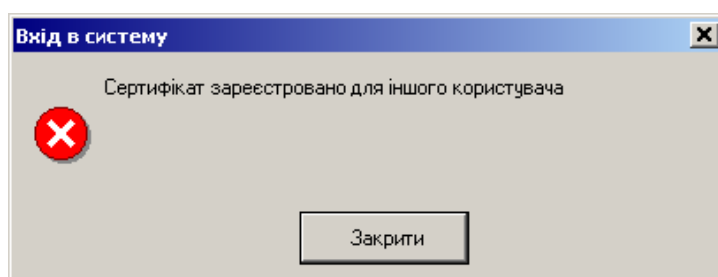 Вхід в систему
Сертифікат зареєстровано для іншого користувача
Закрити